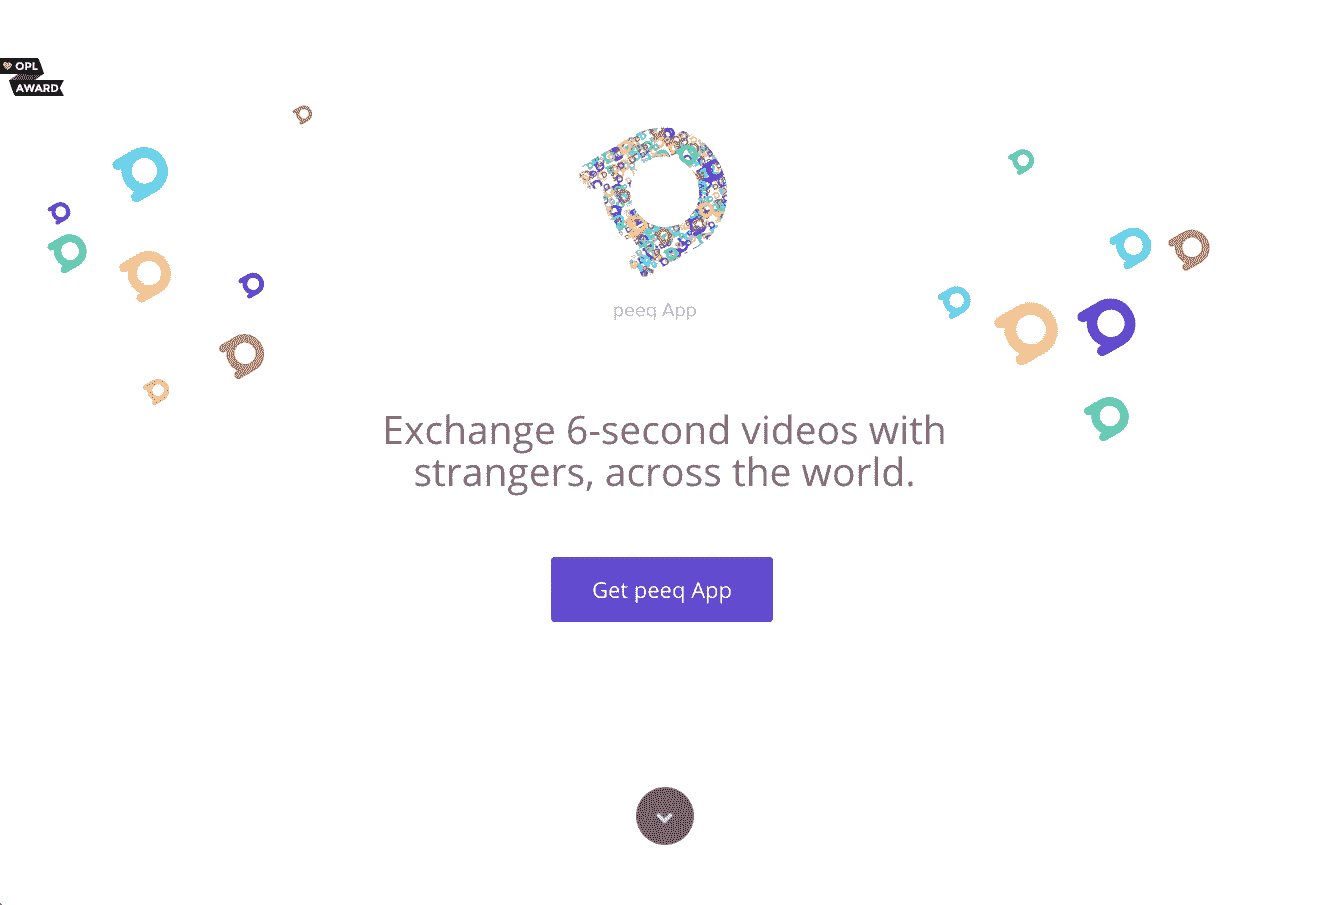 OPL
AWARD
peeq App
Exchange 6-second videos with
strangers, across the world.
Get peeq App